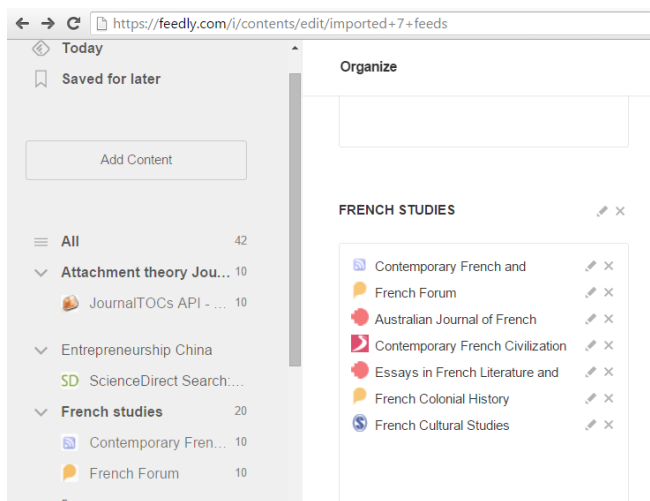 https://feedly.com/i/contents/edit/imported+7+feeds
Today
Saved for later
Add Content
All 42
Attachment theory Jou... 10
JournalTOCs API - ... 10
Entrepreneurship China
SD ScienceDirect Search:...
French studies 20
Contemporary Fren... 10
French Forum 10
Organize
FRENCH STUDIES
Contemporary French and
French Forum
Australian Journal of French
Contemporary French Civilization
Essays in French Literature and
French Colonial History
French Cultural Studies